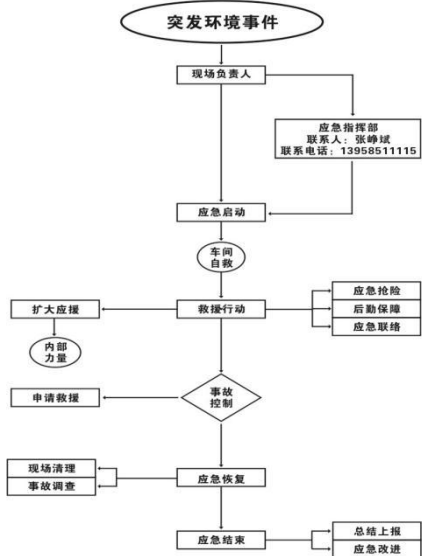 突发环境事件
现场负责人
应急指挥部
联系人：张峥斌
联系电话：13958511115
应急启动
车间
自救
扩大应援
救援行动
应急抢险
后勤保障
应急联络
内部
力量
申请救援
事故
控制
现场清理
事故调查
应急恢复
应急结束
总结上报
应急改进